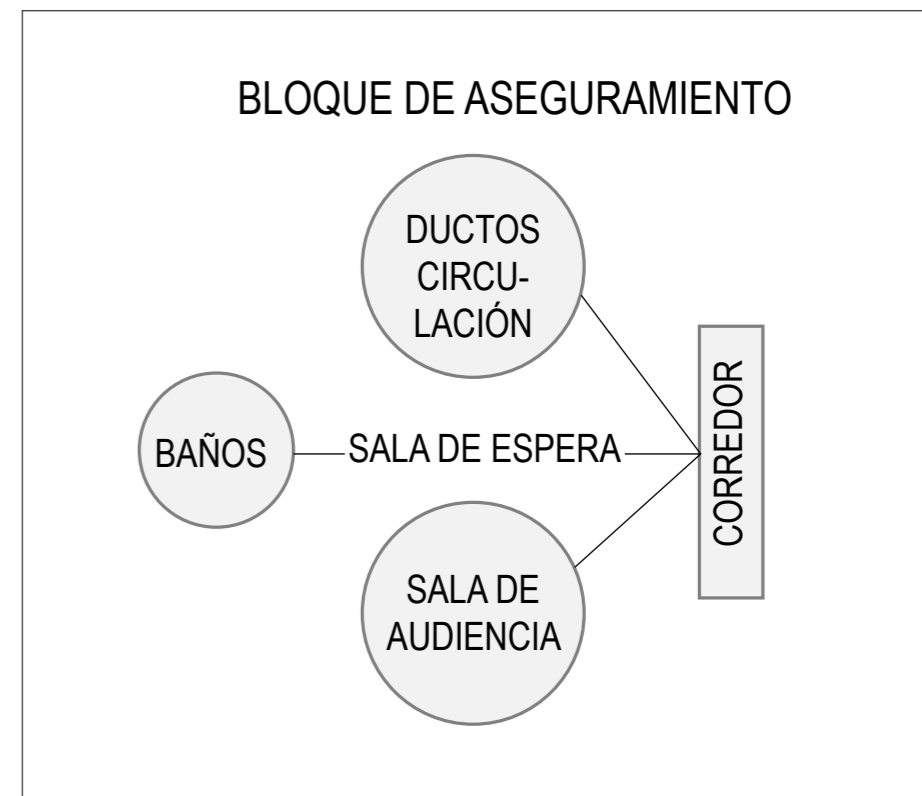 BLOQUE DE ASEGURAMIENTO
DUCTOS
CIRCU-
LACIÓN
BAÑOS
SALA DE ESPERA
CORREDOR
SALA DE
AUDIENCIA